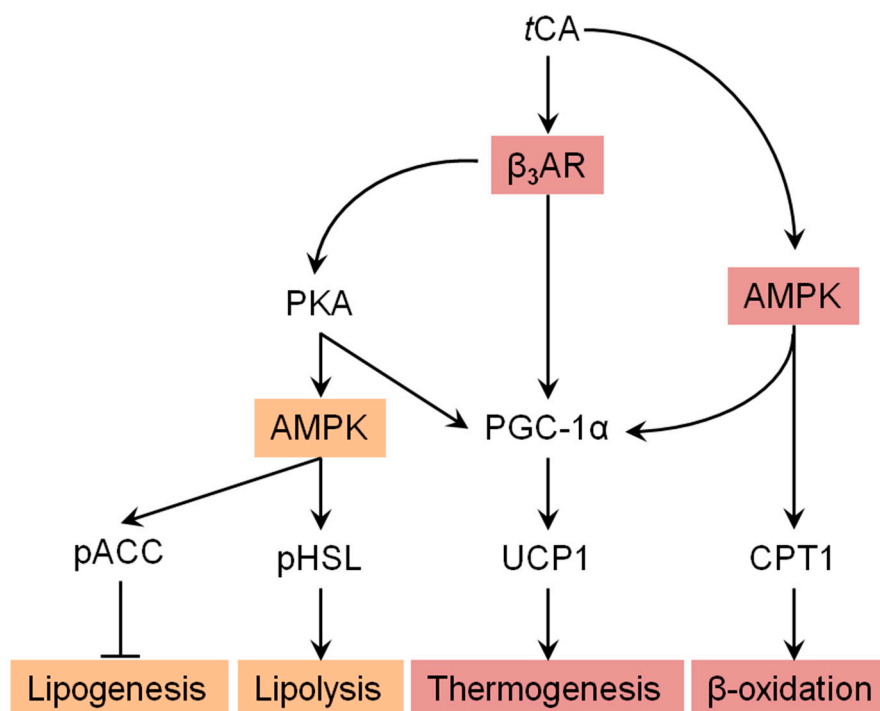 tCA
β₃AR
PKA
AMPK
AMPK
PGC-1α
pACC
pHSL
UCP1
CPT1
Lipogenesis
Lipolysis
Thermogenesis
β-oxidation